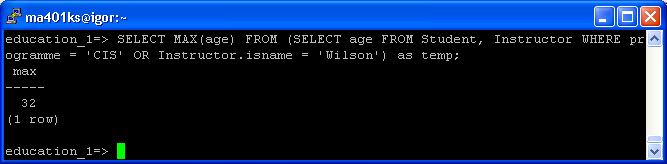 ma401ks@igor:~
education_1=> SELECT MAX(age) FROM (SELECT age FROM Student, Instructor WHERE pr
ogramme = 'CIS' OR Instructor.isname = 'Wilson') as temp;
max
-----
32
(1 row)
education_1=>